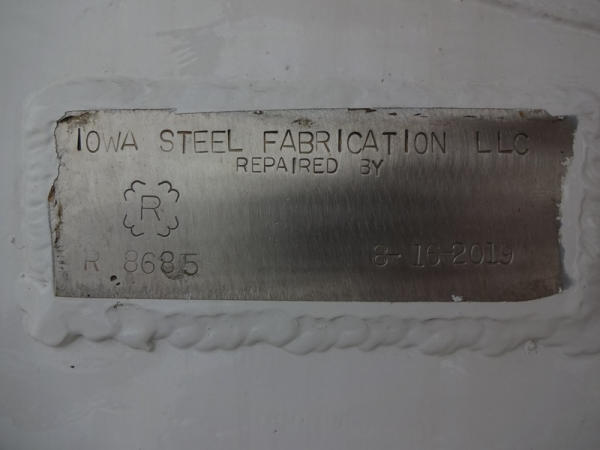 IOWA STEEL FABRICATION LLC
REPAIRED BY
R
R 8685 8-16-2019